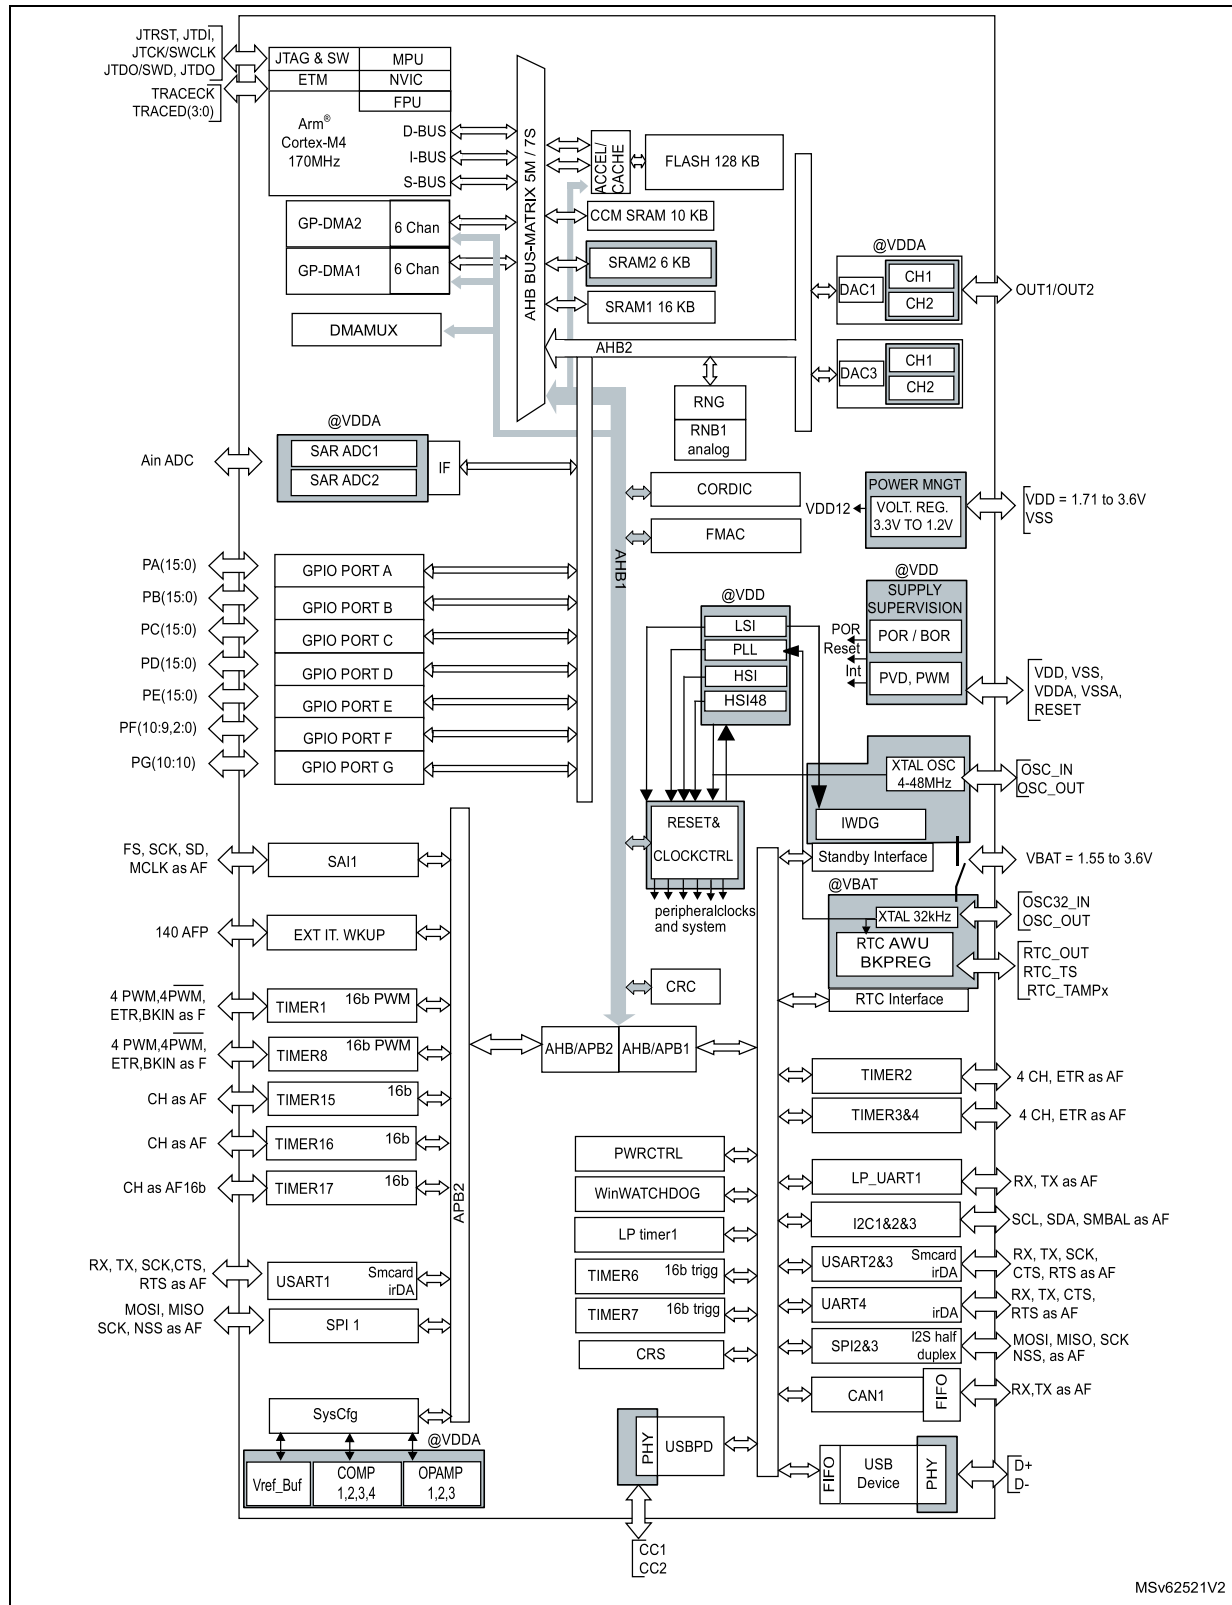 JTRST, JTDI,
JTCK/SWCLK
JTDO/SWD, JTDO
TRACECK
TRACED(3:0)
JTAG & SW
MPU
ETM
NVIC
FPU
Arm®
Cortex-M4
170MHz
D-BUS
I-BUS
S-BUS
GP-DMA2
6 Chan
GP-DMA1
6 Chan
DMAMUX
AHB BUS-MATRIX 5M / 7S
ACCEL/
CACHE
FLASH 128 KB
CCM SRAM 10 KB
SRAM2 6 KB
SRAM1 16 KB
AHB2
RNG
RNB1
analog
@VDDA
DAC1
CH1
CH2
OUT1/OUT2
DAC3
CH1
CH2
@VDDA
Ain ADC
SAR ADC1
SAR ADC2
IF
CORDIC
FMAC
AHB1
POWER MNGT
VDD12
VOLT. REG.
3.3V TO 1.2V
VDD = 1.71 to 3.6V
VSS
PA(15:0)
GPIO PORT A
PB(15:0)
GPIO PORT B
PC(15:0)
GPIO PORT C
PD(15:0)
GPIO PORT D
PE(15:0)
GPIO PORT E
PF(10:9,2:0)
GPIO PORT F
PG(10:10)
GPIO PORT G
@VDD
LSI
PLL
HSI
HSI48
@VDD
SUPPLY
SUPERVISION
POR
Reset
Int
POR / BOR
PVD, PWM
VDD, VSS,
VDDA, VSSA,
RESET
XTAL OSC
4-48MHz
OSC_IN
OSC_OUT
IWDG
RESET&
CLOCKCTRL
peripheralclocks
and system
Standby Interface
VBAT = 1.55 to 3.6V
@VBAT
XTAL 32kHz
OSC32_IN
OSC_OUT
RTC AWU
BKPREG
RTC_OUT
RTC_TS
RTC_TAMPx
RTC Interface
FS, SCK, SD,
MCLK as AF
SAI1
140 AFP
EXT IT. WKUP
4 PWM,4PWM,
ETR,BKIN as F
TIMER1
16b PWM
4 PWM,4PWM,
ETR,BKIN as F
TIMER8
16b PWM
CH as AF
TIMER15
16b
CH as AF
TIMER16
16b
CH as AF16b
TIMER17
16b
APB2
CRC
AHB/APB2
AHB/APB1
TIMER2
4 CH, ETR as AF
TIMER3&4
4 CH, ETR as AF
PWRCTRL
WinWATCHDOG
LP timer1
TIMER6
16b trigg
TIMER7
16b trigg
CRS
LP_UART1
RX, TX as AF
I2C1&2&3
SCL, SDA, SMBAL as AF
USART2&3
Smcard
irDA
RX, TX, SCK,
CTS, RTS as AF
UART4
irDA
RX, TX, CTS,
RTS as AF
SPI2&3
I2S half
duplex
MOSI, MISO, SCK
NSS, as AF
CAN1
FIFO
RX,TX as AF
RX, TX, SCK,CTS,
RTS as AF
USART1
Smcard
irDA
MOSI, MISO
SCK, NSS as AF
SPI 1
SysCfg
@VDDA
Vref_Buf
COMP
1,2,3,4
OPAMP
1,2,3
PHY
USBPD
CC1
CC2
FIFO
USB
Device
PHY
D+
D-
MSv62521V2